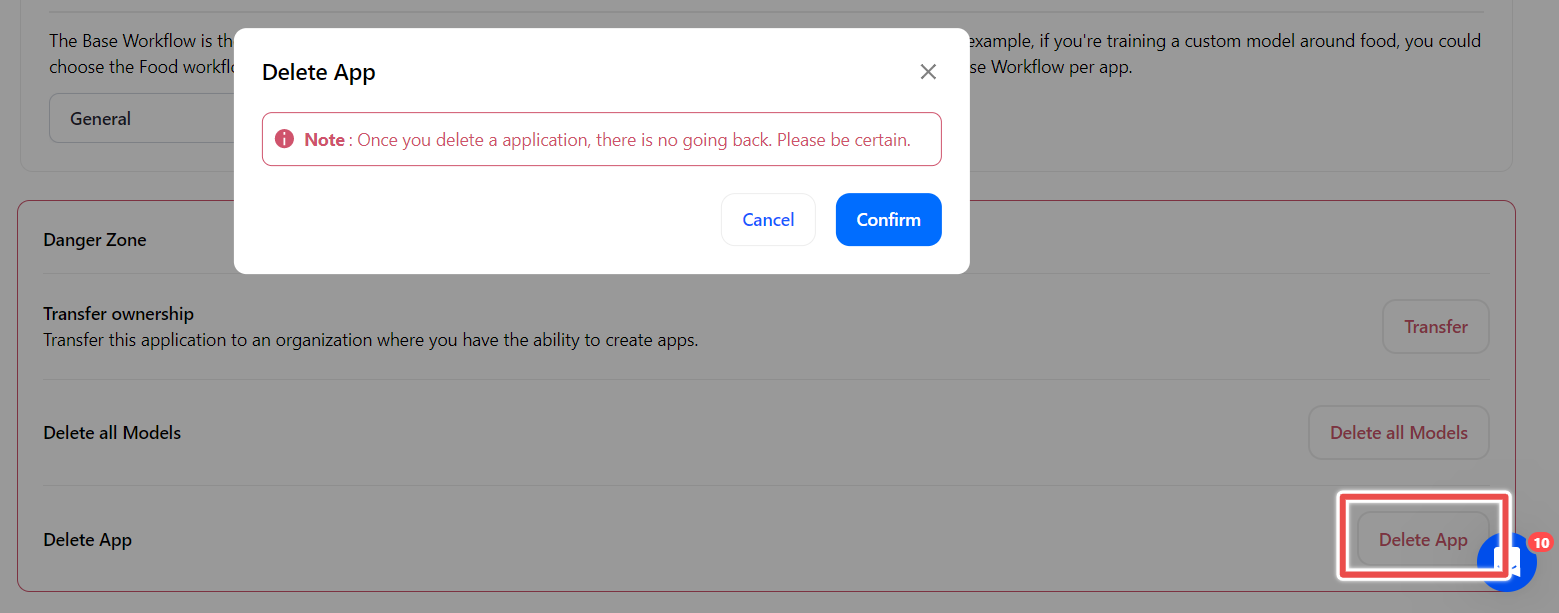 The Base Workflow is th
example, if you're training a custom model around food, you could
choose the Food workfl
se Workflow per app.
General
Delete App
Note : Once you delete a application, there is no going back. Please be certain.
Cancel
Confirm
Danger Zone
Transfer ownership
Transfer this application to an organization where you have the ability to create apps.
Transfer
Delete all Models
Delete all Models
Delete App
Delete App
10